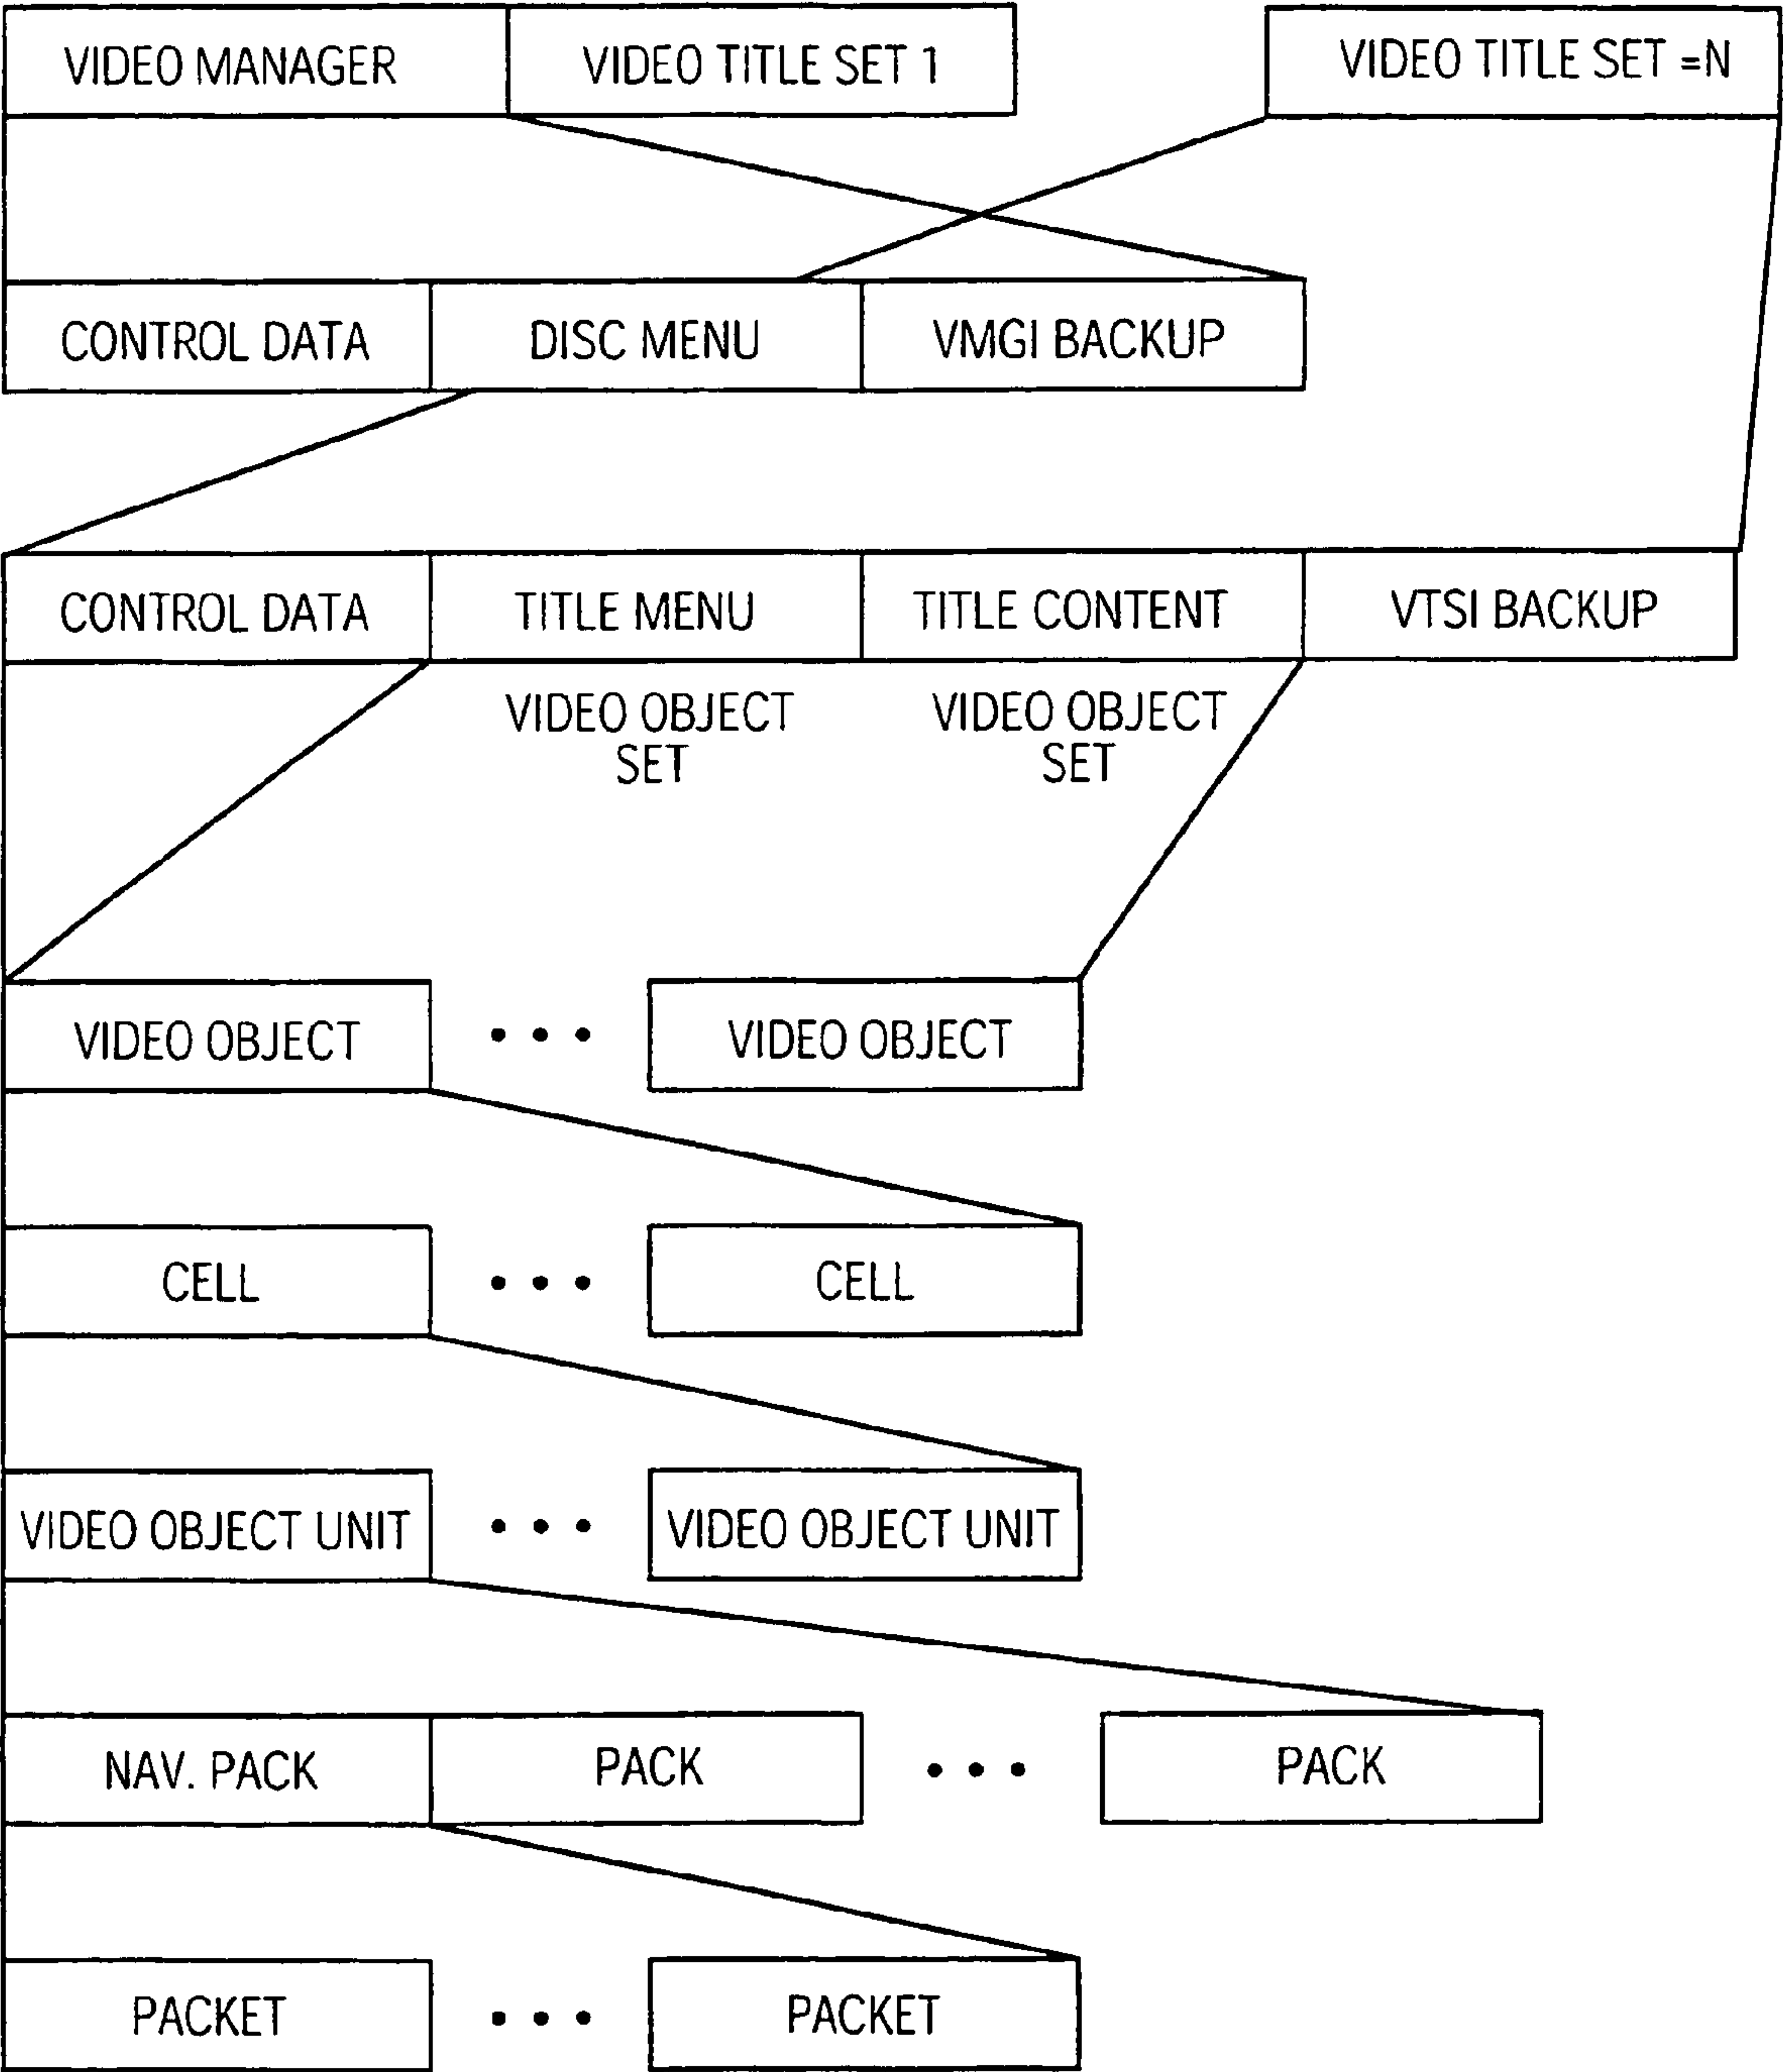 VIDEO MANAGER VIDEO TITLE SET 1 VIDEO TITLE SET =N
CONTROL DATA DISC MENU VMGI BACKUP
CONTROL DATA TITLE MENU TITLE CONTENT VTSI BACKUP
VIDEO OBJECT
SET
VIDEO OBJECT
SET
VIDEO OBJECT • • • VIDEO OBJECT
CELL • • • CELL
VIDEO OBJECT UNIT • • • VIDEO OBJECT UNIT
NAV. PACK PACK • • • PACK
PACKET • • • PACKET